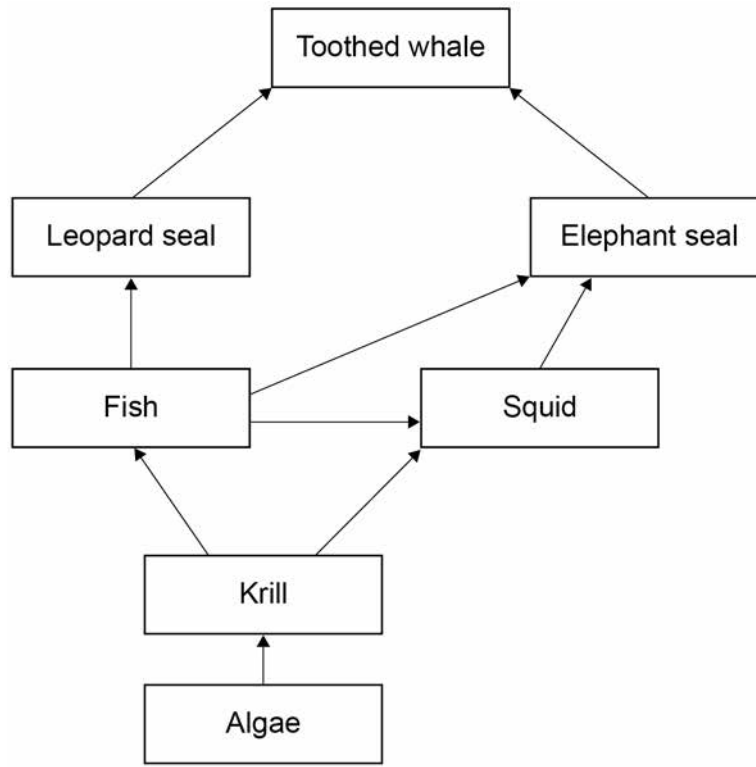 Toothed whale
Leopard seal
Elephant seal
Fish
Squid
Krill
Algae